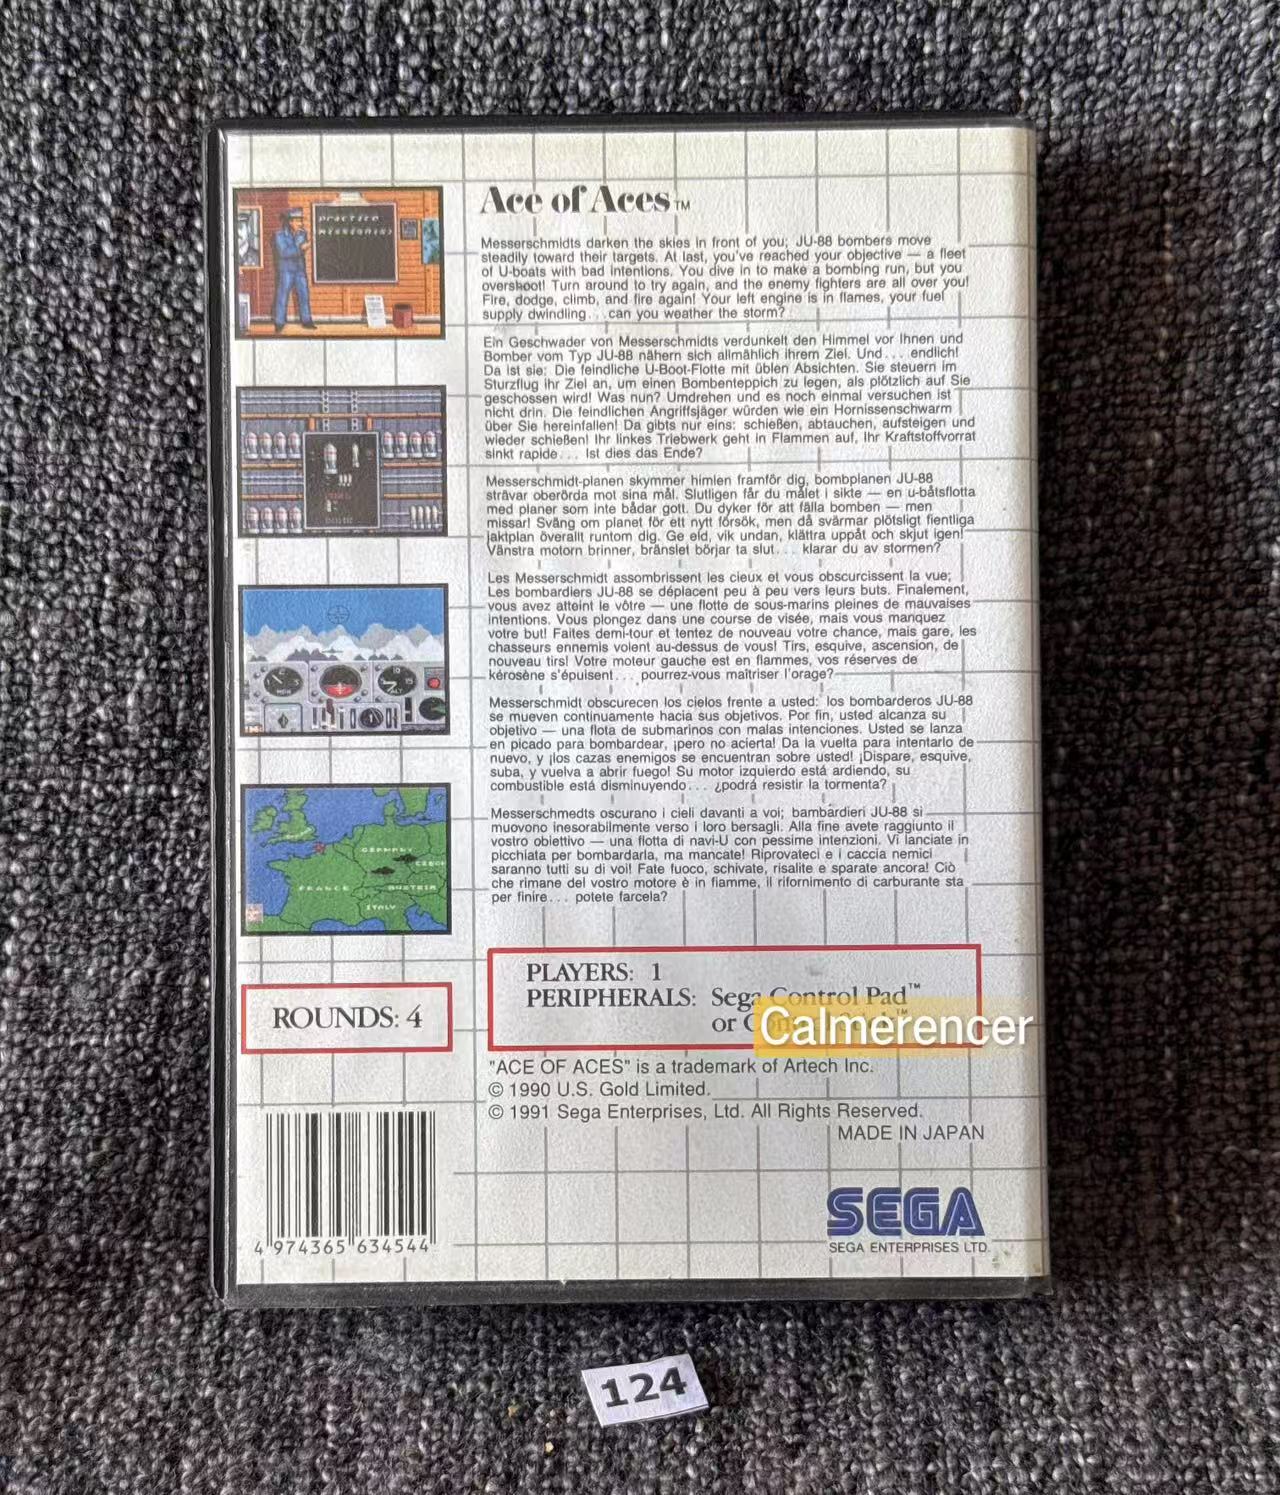 Ace of Aces™
Messerschmidts darken the skies in front of you; JU-88 bombers move
steadily toward their targets. At last, you've reached your objective — a fleet
of U-boats with bad intentions. You dive in to make a bombing run, but you
overshoot! Turn around to try again, and the enemy fighters are all over you!
Fire, dodge, climb, and fire again! Your left engine is in flames, your fuel
supply dwindling...can you weather the storm?
Ein Geschwader von Messerschmidts verdunkelt den Himmel vor Ihnen und
Bomber vom Typ JU-88 nähern sich allmählich ihrem Ziel. Und... endlich!
Da ist sie: Die feindliche U-Boot-Flotte mit üblen Absichten. Sie steuern im
Sturzflug ihr Ziel an, um einen Bombenteppich zu legen, als plötzlich auf Sie
geschossen wird! Was nun? Umdrehen und es noch einmal versuchen ist
nicht drin. Die feindlichen Angriffsjäger würden wie ein Hornissenschwarm
über Sie hereinfallen! Da gibts nur eins: schießen, abtauchen, aufsteigen und
wieder schießen! Ihr linkes Triebwerk geht in Flammen auf, Ihr Kraftstoffvorrat
sinkt rapide... Ist dies das Ende?
Messerschmidt-planen skymmer himlen framför dig, bombplanen JU-88
strävar oberörda mot sina mål. Slutligen får du målet i sikte — en u-båtsflotta
med planer som inte bådar gott. Du dyker för att fälla bomben — men
missar! Sväng om planet för ett nytt försök, men då svärmar plötsligt fientliga
jaktplan överallt runtom dig. Ge eld, vik undan, klättra uppåt och skjut igen!
Vänstra motorn brinner, bränslet börjar ta slut... klarar du av stormen?
Les Messerschmidt assombrissent les cieux et vous obscurcissent la vue;
Les bombardiers JU-88 se déplacent peu à peu vers leurs buts. Finalement,
vous avez atteint le vôtre — une flotte de sous-marins pleines de mauvaises
intentions. Vous plongez dans une course de visée, mais vous manquez
votre but! Faites demi-tour et tentez de nouveau votre chance, mais gare, les
chasseurs ennemis volent au-dessus de vous! Tirs, esquive, ascension, de
nouveau tirs! Votre moteur gauche est en flammes, vos réserves de
kérosène s'épuisent... pourrez-vous maîtriser l'orage?
Messerschmidt obscurecen los cielos frente a usted: los bombarderos JU-88
se mueven continuamente hacia sus objetivos. Por fin, usted alcanza su
objetivo — una flota de submarinos con malas intenciones. Usted se lanza
en picado para bombardear, ¡pero no acierta! Da la vuelta para intentarlo de
nuevo, y ¡los cazas enemigos se encuentran sobre usted! ¡Dispare, esquive,
suba, y vuelva a abrir fuego! Su motor izquierdo está ardiendo, su
combustible está disminuyendo... ¿podrá resistir la tormenta?
Messerschmedts oscurano i cieli davanti a voi; bambárdieri JU-88 si
muovono inesorabilmente verso i loro bersagli. Alla fine avete raggiunto il
vostro obiettivo — una flotta di navi-U con pessime intenzioni. Vi lanciate in
picchiata per bombardarla, ma mancate! Riprovateci e i caccia nemici
saranno tutti su di voi! Fate fuoco, schivate, risalite e sparate ancora! Ciò
che rimane del vostro motore è in fiamme, il rifornimento di carburante sta
per finire... potete farcela?
practice
missions
MPH
10
15
ALT
GERMANY
CZECH
FRANCE
AUSTRIA
ITALY
ROUNDS: 4
PLAYERS: 1
PERIPHERALS: Sega Control Pad™
or
Calmerencer
"ACE OF ACES" is a trademark of Artech Inc.
© 1990 U.S. Gold Limited.
© 1991 Sega Enterprises, Ltd. All Rights Reserved.
MADE IN JAPAN
4 974365 634544
SEGA
SEGA ENTERPRISES LTD.
124